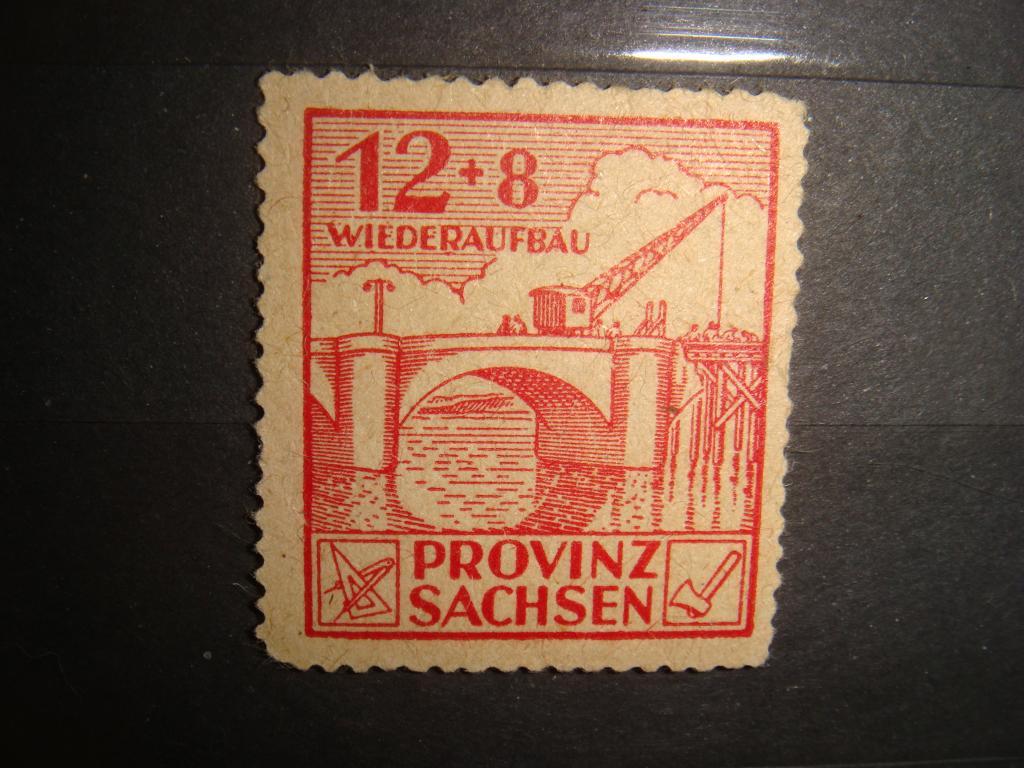 12+8
WIEDERAUFBAU
PROVINZ
SACHSEN